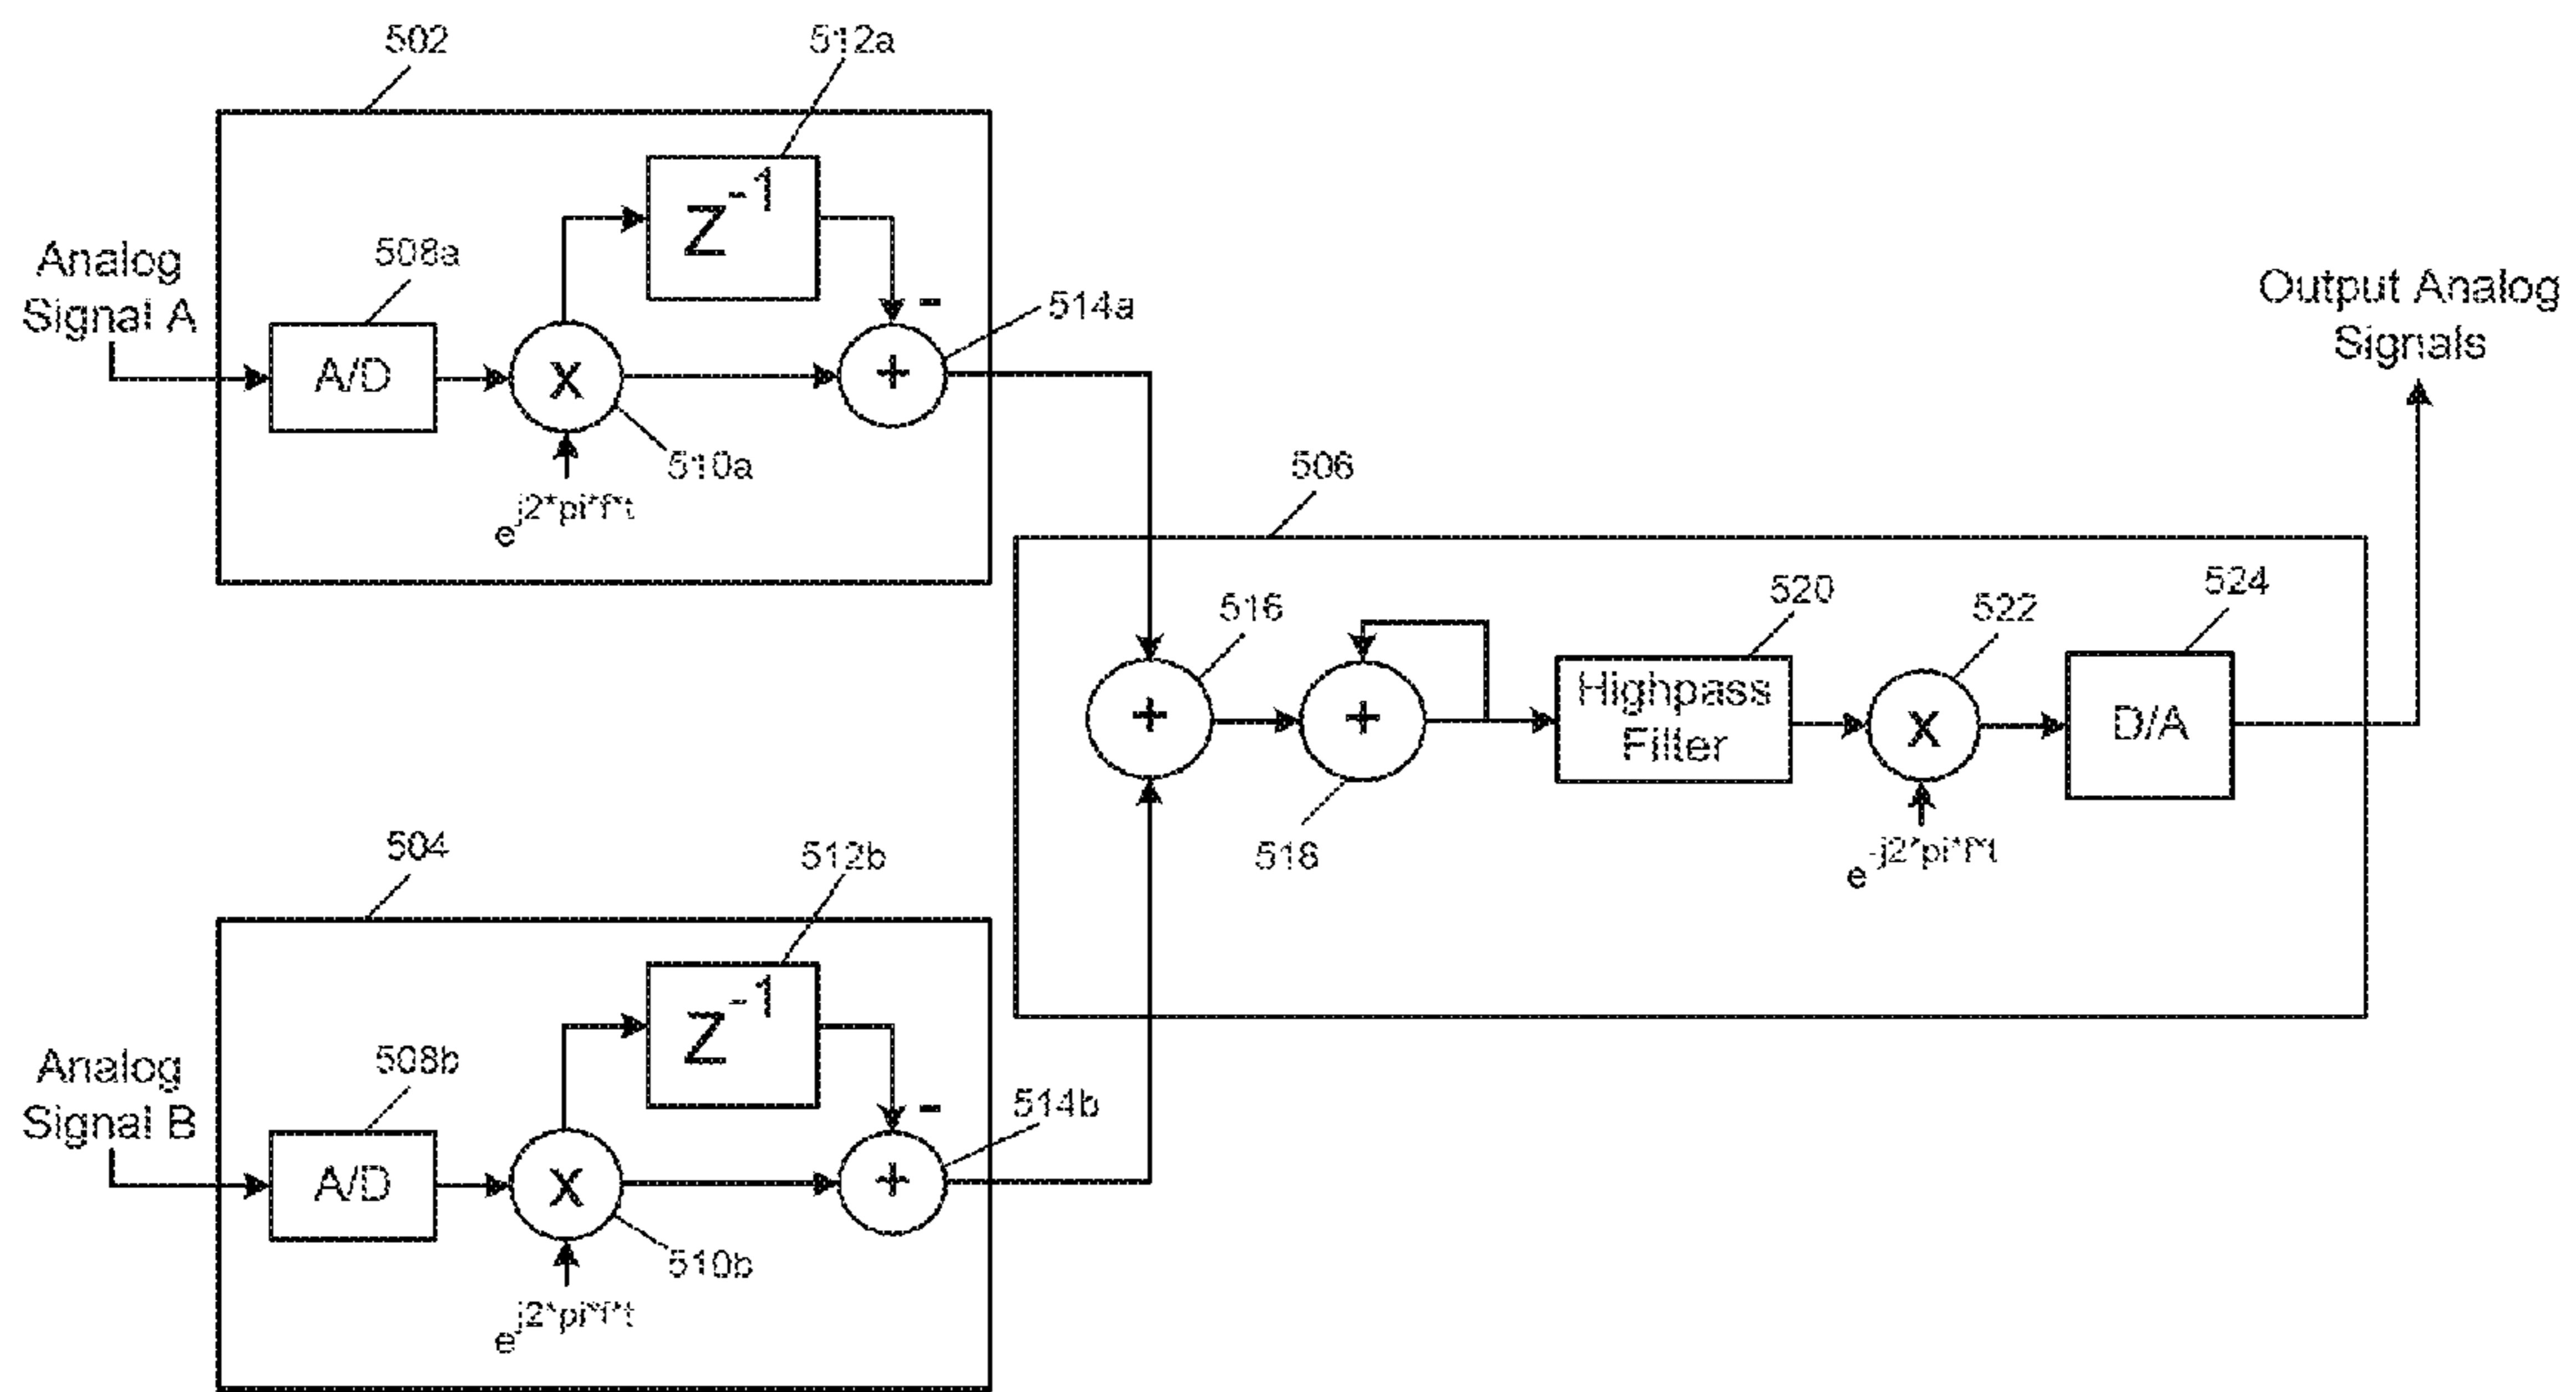 502
512a
Z-1
Analog
Signal A
508a
A/D
X
+
-
514a
510a
ej2*pi*f*t
Output Analog
Signals
506
516
518
+
+
520
Highpass
Filter
522
X
e-j2*pi*f*t
524
D/A
504
512b
Z-1
Analog
Signal B
508b
A/D
X
+
-
514b
510b
ej2*pi*f*t